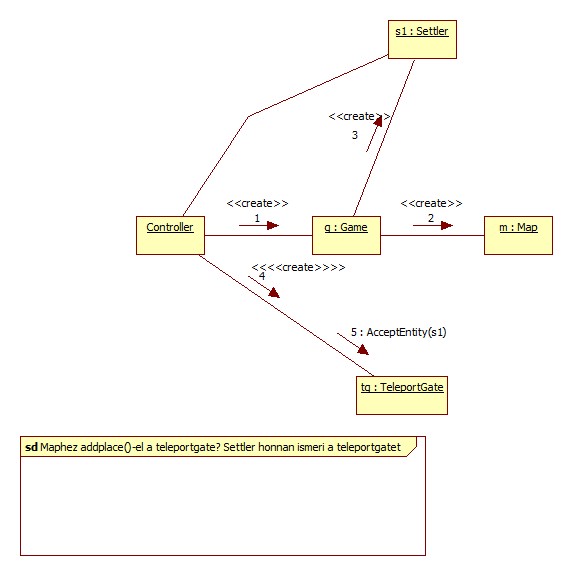 s1 : Settler
<<create>>
3
<<create>>
1
<<create>>
2
Controller
g : Game
m : Map
<<<<create>>>>
4
5 : AcceptEntity(s1)
tg : TeleportGate
sd Maphez addplace()-el a teleportgate? Settler honnan ismeri a teleportgatet